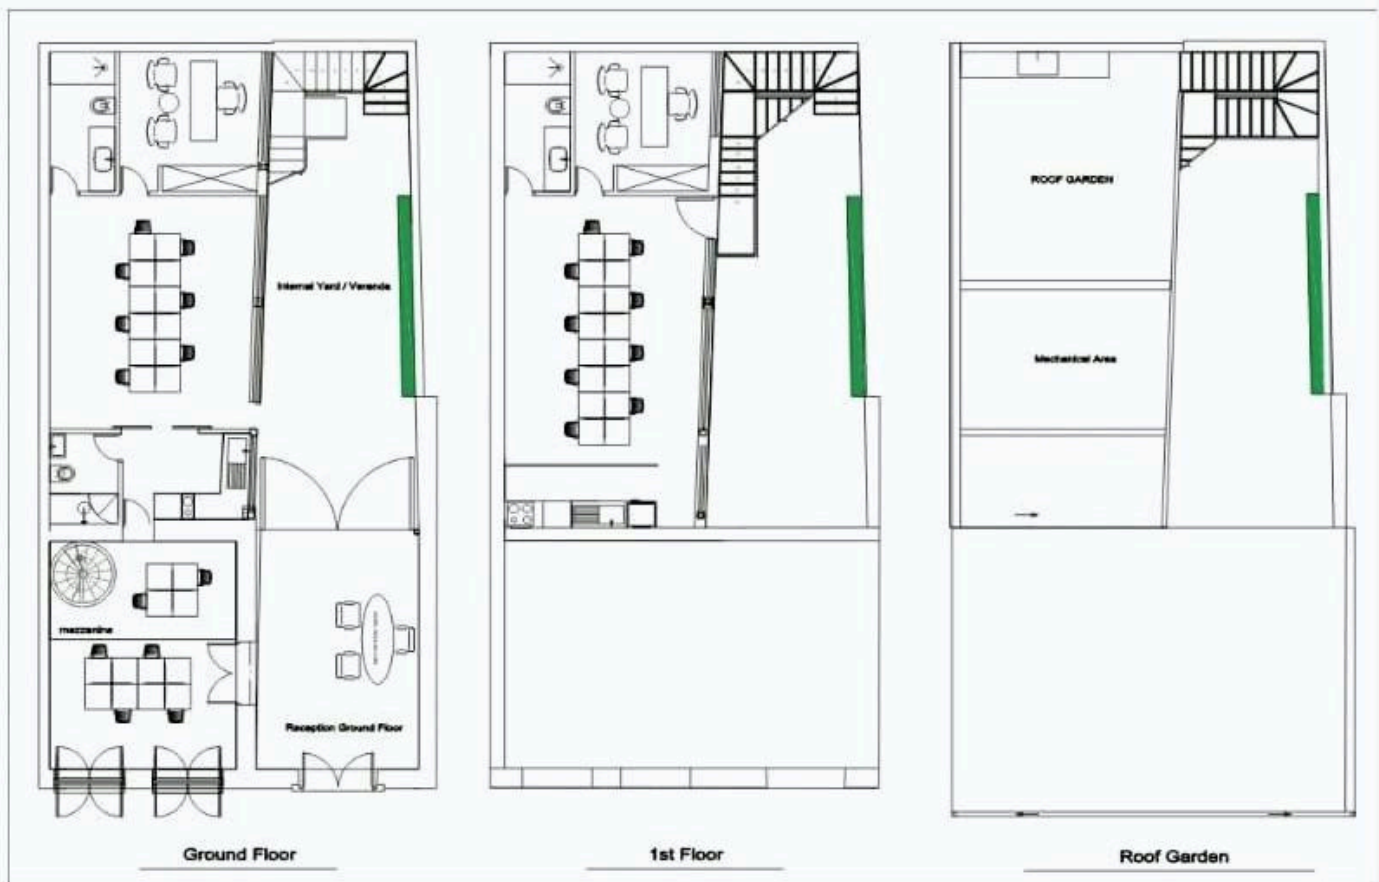 Internal Yard / Veranda
mezzanine
Reception Ground Floor
Ground Floor
1st Floor
ROOF GARDEN
Mechanical Area
Roof Garden